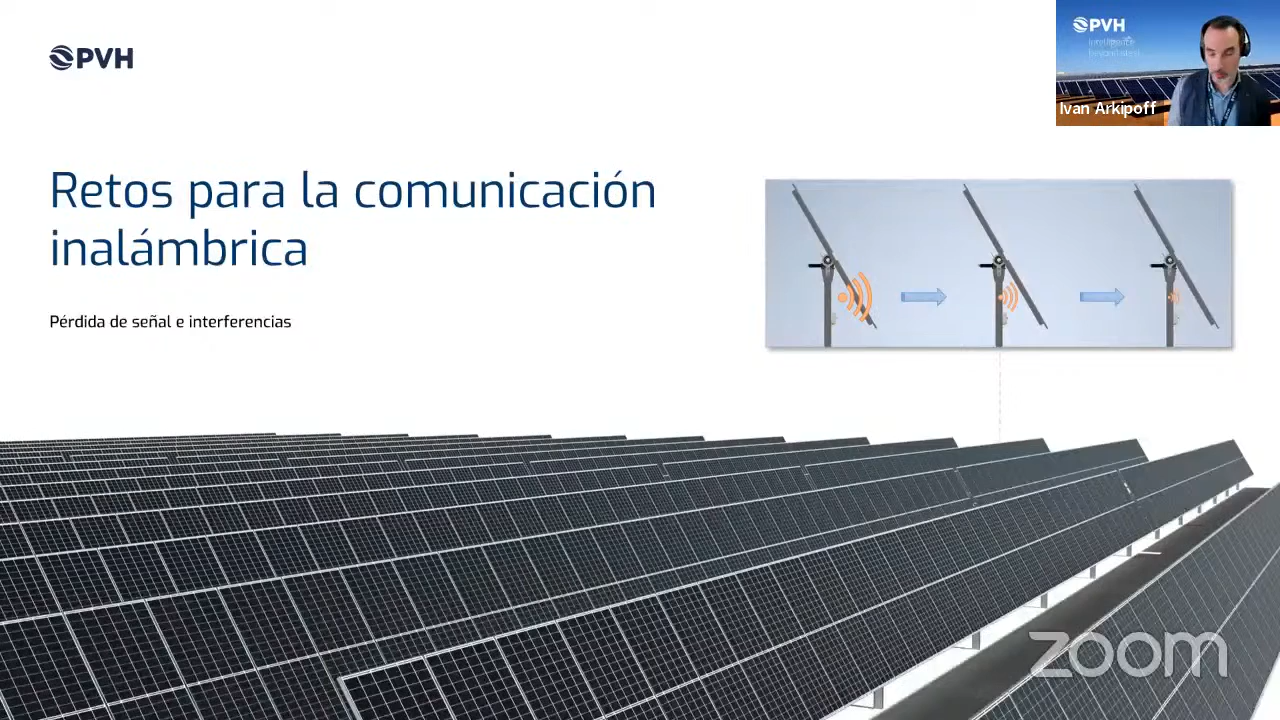 PVH
PVH
Ivan Arkipoff
Retos para la comunicación
inalámbrica
Pérdida de señal e interferencias
zoom